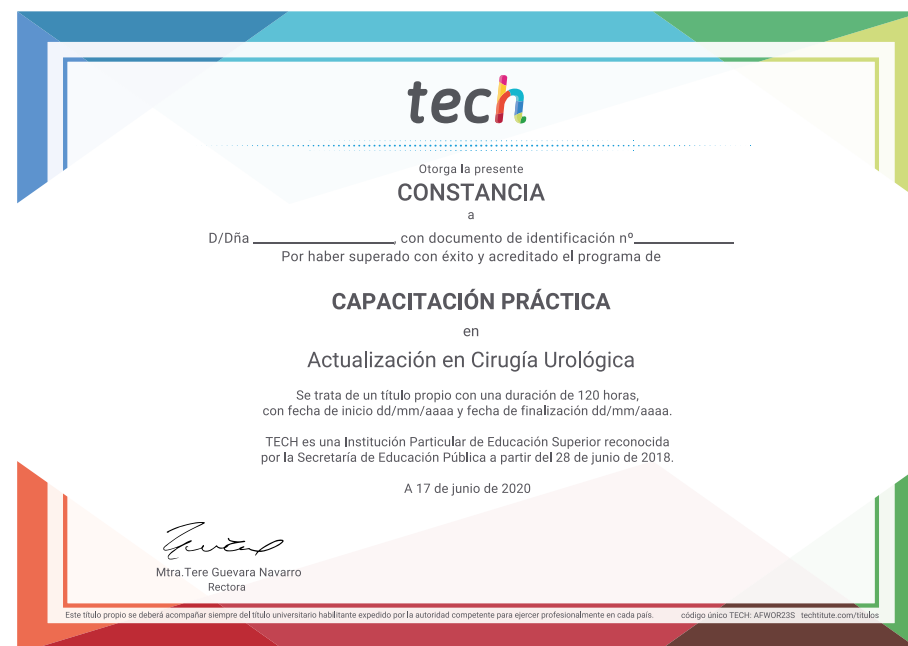 tech
Otorga la presente
CONSTANCIA
a
D/Dña ____________________, con documento de identificación nº______________
Por haber superado con éxito y acreditado el programa de
CAPACITACIÓN PRÁCTICA
en
Actualización en Cirugía Urológica
Se trata de un título propio con una duración de 120 horas,
con fecha de inicio dd/mm/aaaa y fecha de finalización dd/mm/aaaa.
TECH es una Institución Particular de Educación Superior reconocida
por la Secretaría de Educación Pública a partir del 28 de junio de 2018.
A 17 de junio de 2020
Mtra.Tere Guevara Navarro
Rectora
Este título propio se deberá acompañar siempre del título universitario habilitante expedido por la autoridad competente para ejercer profesionalmente en cada país. código único TECH: AFWOR23S techtitute.com/titulos